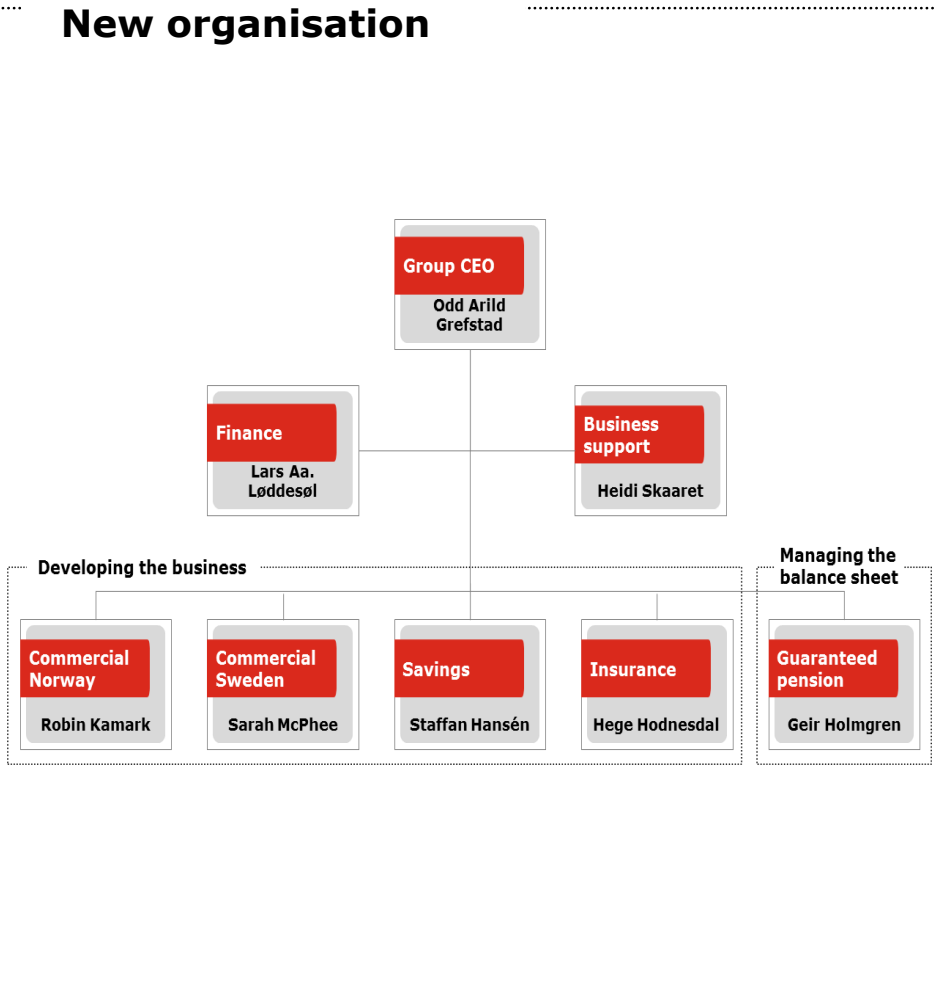 New organisation
Group CEO
Odd Arild
Grefstad
Finance
Lars Aa.
Løddesøl
Business
support
Heidi Skaaret
Developing the business
Managing the
balance sheet
Commercial
Norway
Robin Kamark
Commercial
Sweden
Sarah McPhee
Savings
Staffan Hansén
Insurance
Hege Hodnesdal
Guaranteed
pension
Geir Holmgren